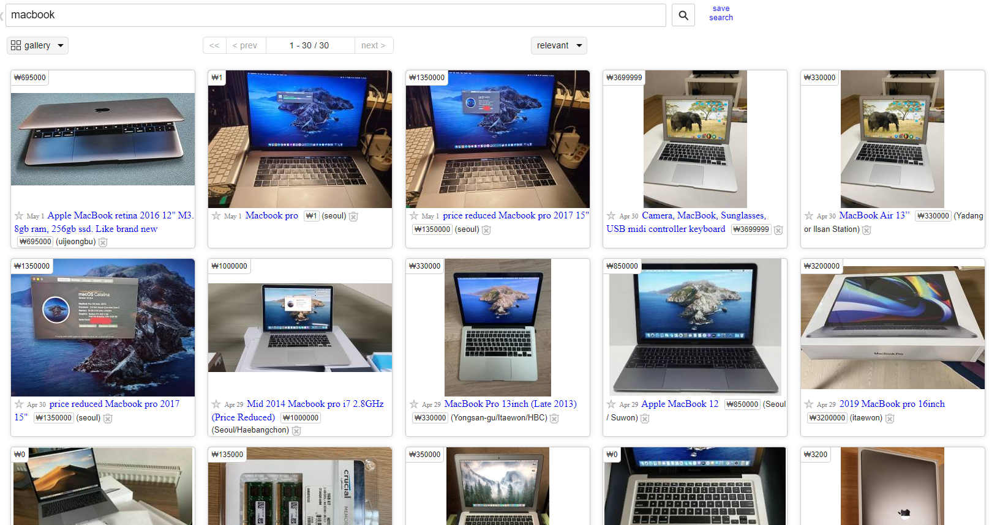 macbook
save
search
gallery
<<
< prev
1 - 30 / 30
next >
relevant
₩695000
₩1
₩1350000
₩3699999
₩330000
May 1 Apple MacBook retina 2016 12" M3.
8gb ram, 256gb ssd. Like brand new
₩695000 (uijeongbu)
May 1 Macbook pro ₩1 (seoul)
May 1 price reduced Macbook pro 2017 15"
₩1350000 (seoul)
Apr 30 Camera, MacBook, Sunglasses,
USB midi controller keyboard ₩3699999
Apr 30 MacBook Air 13” ₩330000 (Yadang
or Ilsan Station)
₩1350000
₩1000000
₩330000
₩850000
₩3200000
macOS Catalina
MacBook Pro
Apr 30 price reduced Macbook pro 2017
15" ₩1350000 (seoul)
Apr 29 Mid 2014 Macbook pro i7 2.8GHz
(Price Reduced) ₩1000000
(Seoul/Haebangchon)
Apr 29 MacBook Pro 13inch (Late 2013)
₩330000 (Yongsan-gu/Itaewon/HBC)
Apr 29 Apple MacBook 12 ₩850000 (Seoul
/ Suwon)
Apr 29 2019 MacBook pro 16inch
₩3200000 (itaewon)
₩0
₩135000
₩350000
₩0
₩3200
crucial